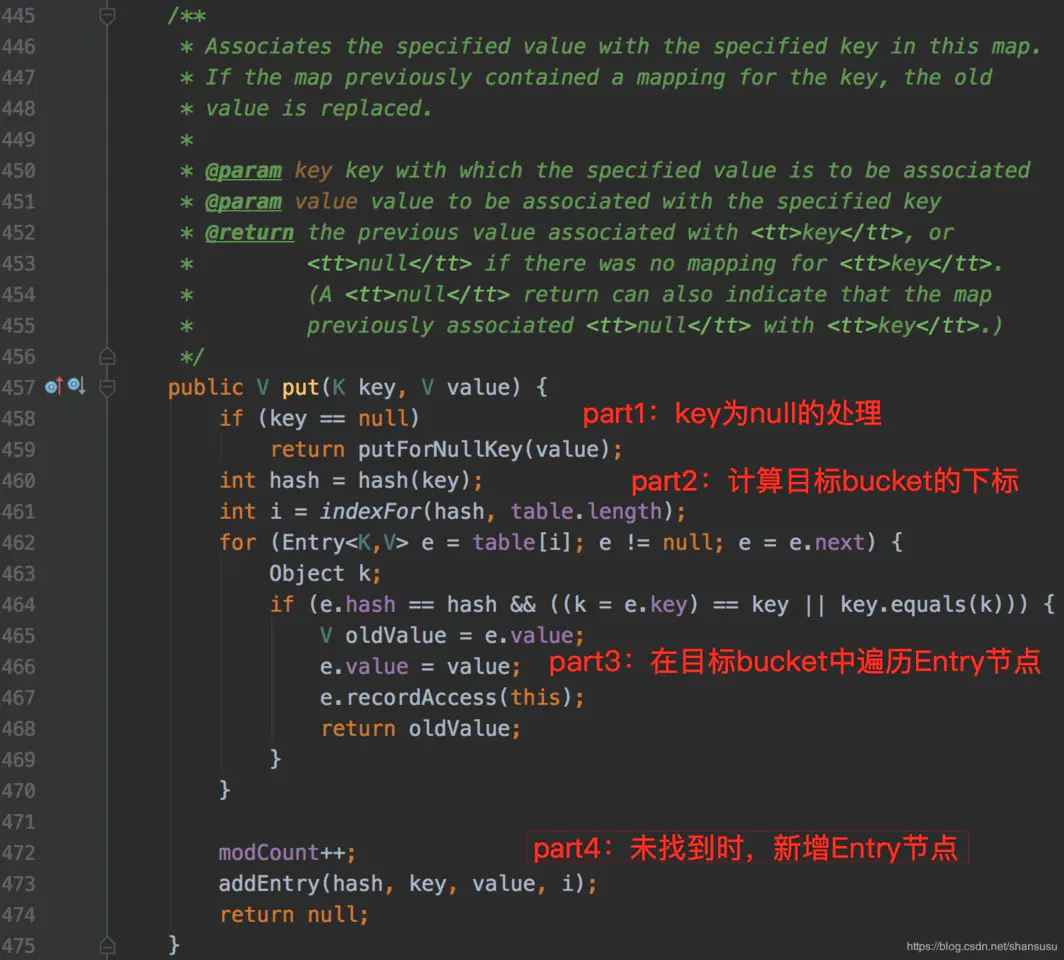 445 /**
446 * Associates the specified value with the specified key in this map.
447 * If the map previously contained a mapping for the key, the old
448 * value is replaced.
449 *
450 * @param key key with which the specified value is to be associated
451 * @param value value to be associated with the specified key
452 * @return the previous value associated with <tt>key</tt>, or
453 * <tt>null</tt> if there was no mapping for <tt>key</tt>.
454 * (A <tt>null</tt> return can also indicate that the map
455 * previously associated <tt>null</tt> with <tt>key</tt>.)
456 */
457 public V put(K key, V value) {
458 if (key == null) part1：key为null的处理
459 return putForNullKey(value);
460 int hash = hash(key); part2：计算目标bucket的下标
461 int i = indexFor(hash, table.length);
462 for (Entry<K,V> e = table[i]; e != null; e = e.next) {
463 Object k;
464 if (e.hash == hash && ((k = e.key) == key || key.equals(k))) {
465 V oldValue = e.value;
466 e.value = value; part3：在目标bucket中遍历Entry节点
467 e.recordAccess(this);
468 return oldValue;
469 }
470 }
471
472 modCount++; part4：未找到时，新增Entry节点
473 addEntry(hash, key, value, i);
474 return null;
475 }
https://blog.csdn.net/shansusu